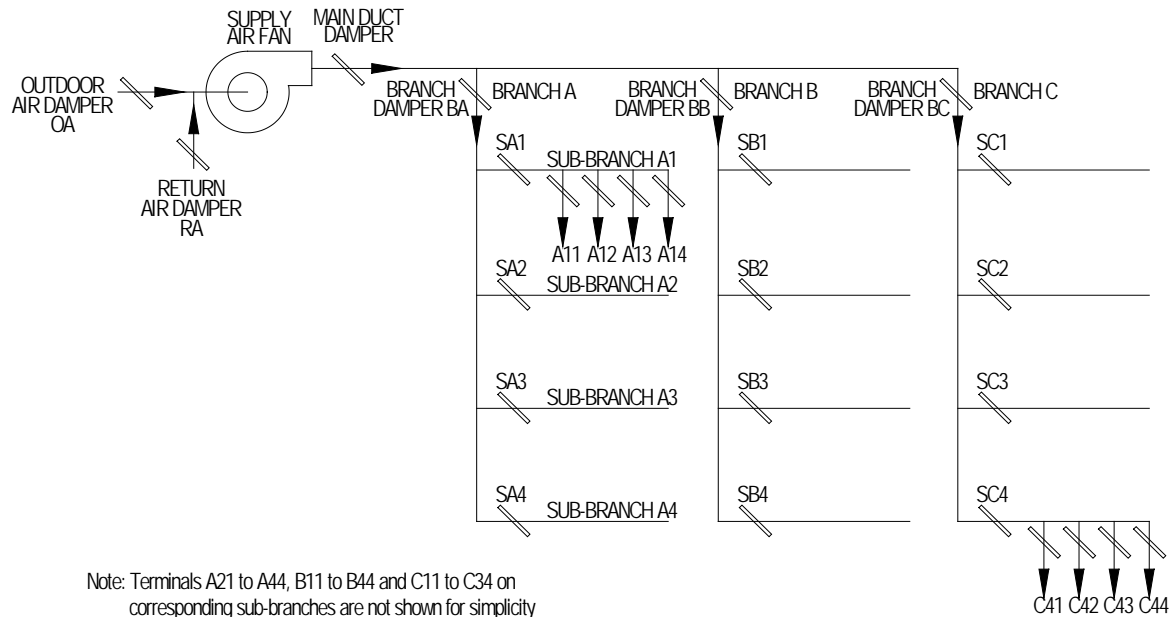 SUPPLY
AIR FAN
MAIN DUCT
DAMPER
OUTDOOR
AIR DAMPER
OA
RETURN
AIR DAMPER
RA
BRANCH
DAMPER BA
BRANCH A
BRANCH
DAMPER BB
BRANCH B
BRANCH
DAMPER BC
BRANCH C
SA1
SUB-BRANCH A1
SB1
SC1
A11
A12
A13
A14
SA2
SUB-BRANCH A2
SB2
SC2
SA3
SUB-BRANCH A3
SB3
SC3
SA4
SUB-BRANCH A4
SB4
SC4
C41
C42
C43
C44
Note: Terminals A21 to A44, B11 to B44 and C11 to C34 on
corresponding sub-branches are not shown for simplicity